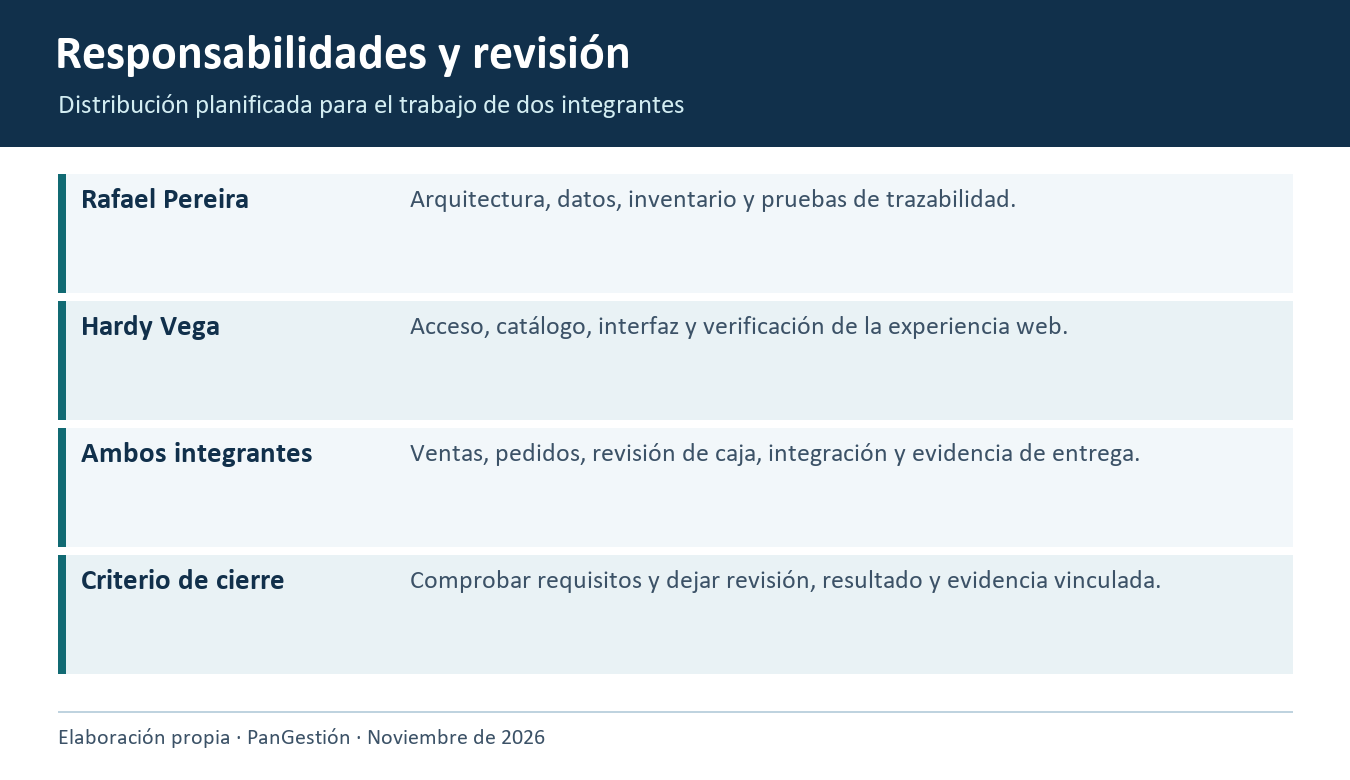 Responsabilidades y revisión
Distribución planificada para el trabajo de dos integrantes
Rafael Pereira
Arquitectura, datos, inventario y pruebas de trazabilidad.
Hardy Vega
Acceso, catálogo, interfaz y verificación de la experiencia web.
Ambos integrantes
Ventas, pedidos, revisión de caja, integración y evidencia de entrega.
Criterio de cierre
Comprobar requisitos y dejar revisión, resultado y evidencia vinculada.
Elaboración propia · PanGestión · Noviembre de 2026